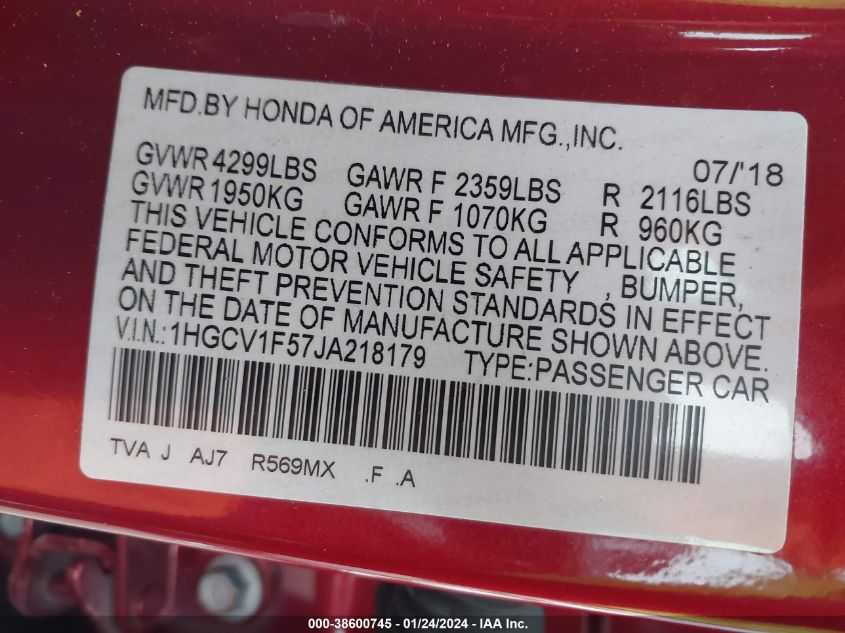 MFD.BY HONDA OF AMERICA MFG.,INC.
07/'18
GVWR 4299LBS GAWR F 2359LBS R 2116LBS
GVWR 1950KG GAWR F 1070KG R 960KG
THIS VEHICLE CONFORMS TO ALL APPLICABLE
FEDERAL MOTOR VEHICLE SAFETY , BUMPER,
AND THEFT PREVENTION STANDARDS IN EFFECT
ON THE DATE OF MANUFACTURE SHOWN ABOVE.
V.I.N.:1HGCV1F57JA218179 TYPE:PASSENGER CAR
TVA J AJ7 R569MX .F .A
000-38600745 - 01/24/2024 - IAA Inc.